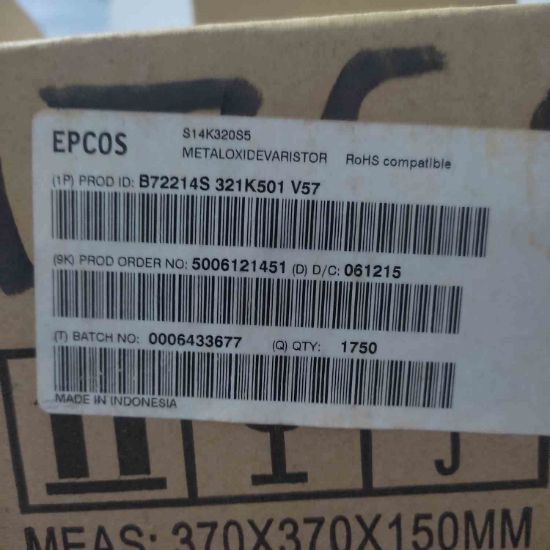 EPCOS
S14K320S5
METALOXIDEVARISTOR RoHS compatible
(1P) PROD ID: B72214S 321K501 V57
(9K) PROD ORDER NO: 5006121451 (D) D/C: 061215
(T) BATCH NO: 0006433677 (Q) QTY: 1750
MADE IN INDONESIA
MEAS: 370X370X150MM